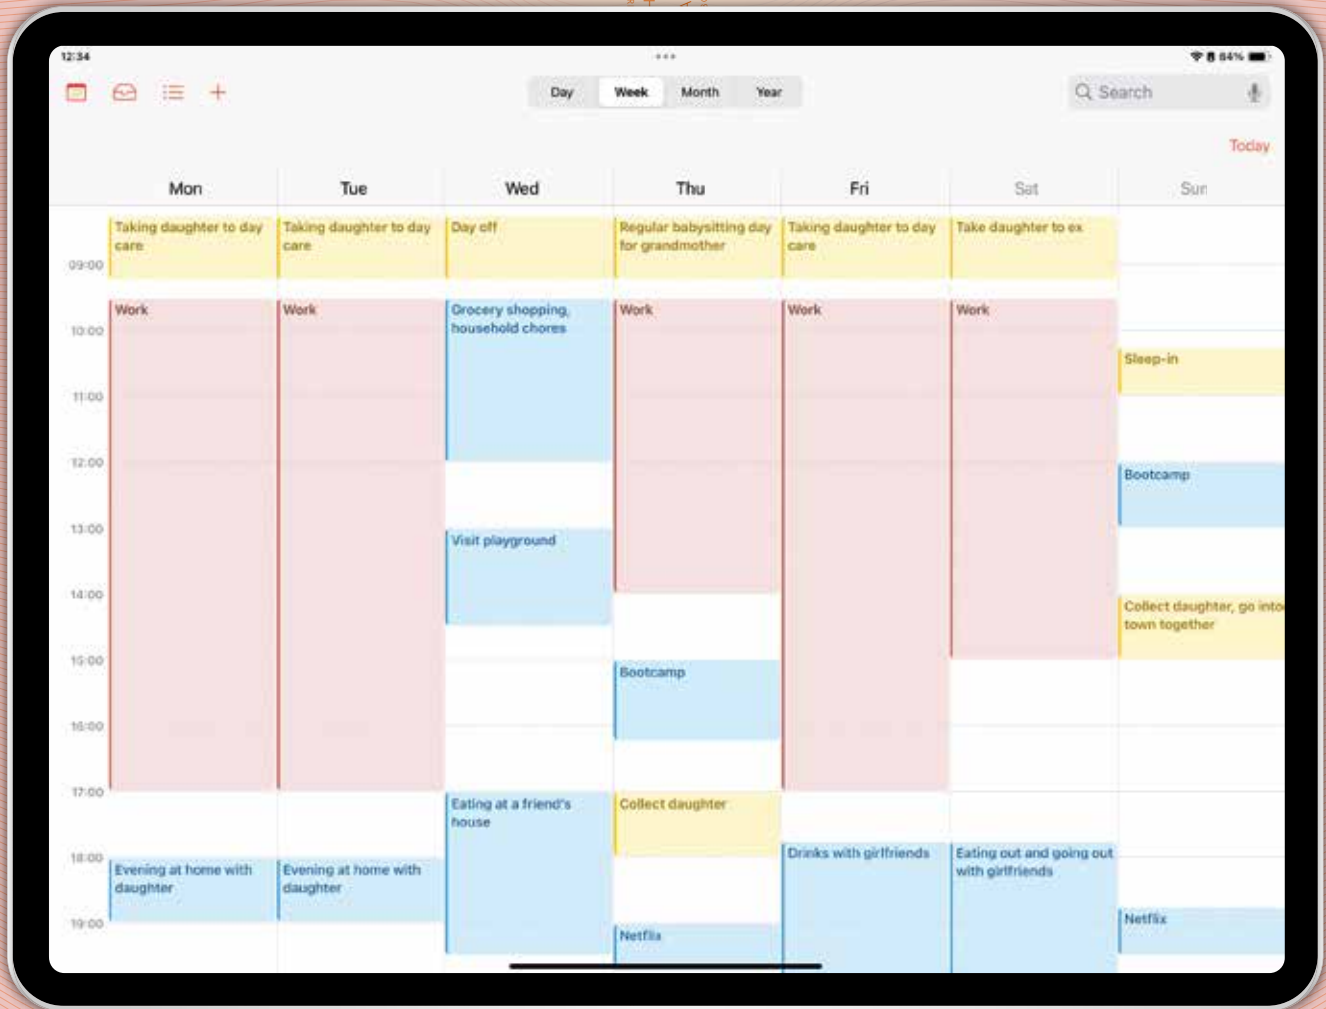 12:34
64%
Day Week Month Year
Search
Today
Mon Tue Wed Thu Fri Sat Sun
Taking daughter to day
care
Taking daughter to day
care
Day off
Regular babysitting day
for grandmother
Taking daughter to day
care
Take daughter to ex
09:00
Work
Work
Grocery shopping,
household chores
Work
Work
Work
10:00
Sleep-in
11:00
12:00
Bootcamp
13:00
Visit playground
14:00
Collect daughter, go into
town together
15:00
Bootcamp
16:00
17:00
Eating at a friend's
house
Collect daughter
18:00
Evening at home with
daughter
Evening at home with
daughter
Drinks with girlfriends
Eating out and going out
with girlfriends
19:00
Netflix
Netflix